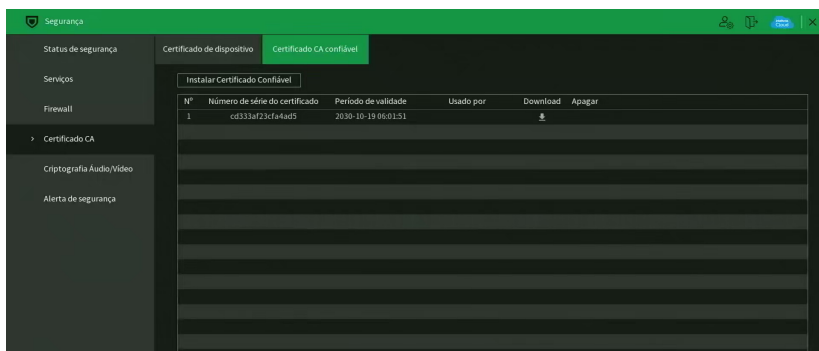 Segurança
Status de segurança
Serviços
Firewall
> Certificado CA
Criptografia Áudio/Vídeo
Alerta de segurança
Certificado de dispositivo Certificado CA confiável
Instalar Certificado Confiável
Nº Número de série do certificado Período de validade Usado por Download Apagar
1 cd333af23cfa4ad5 2030-10-19 06:01:51